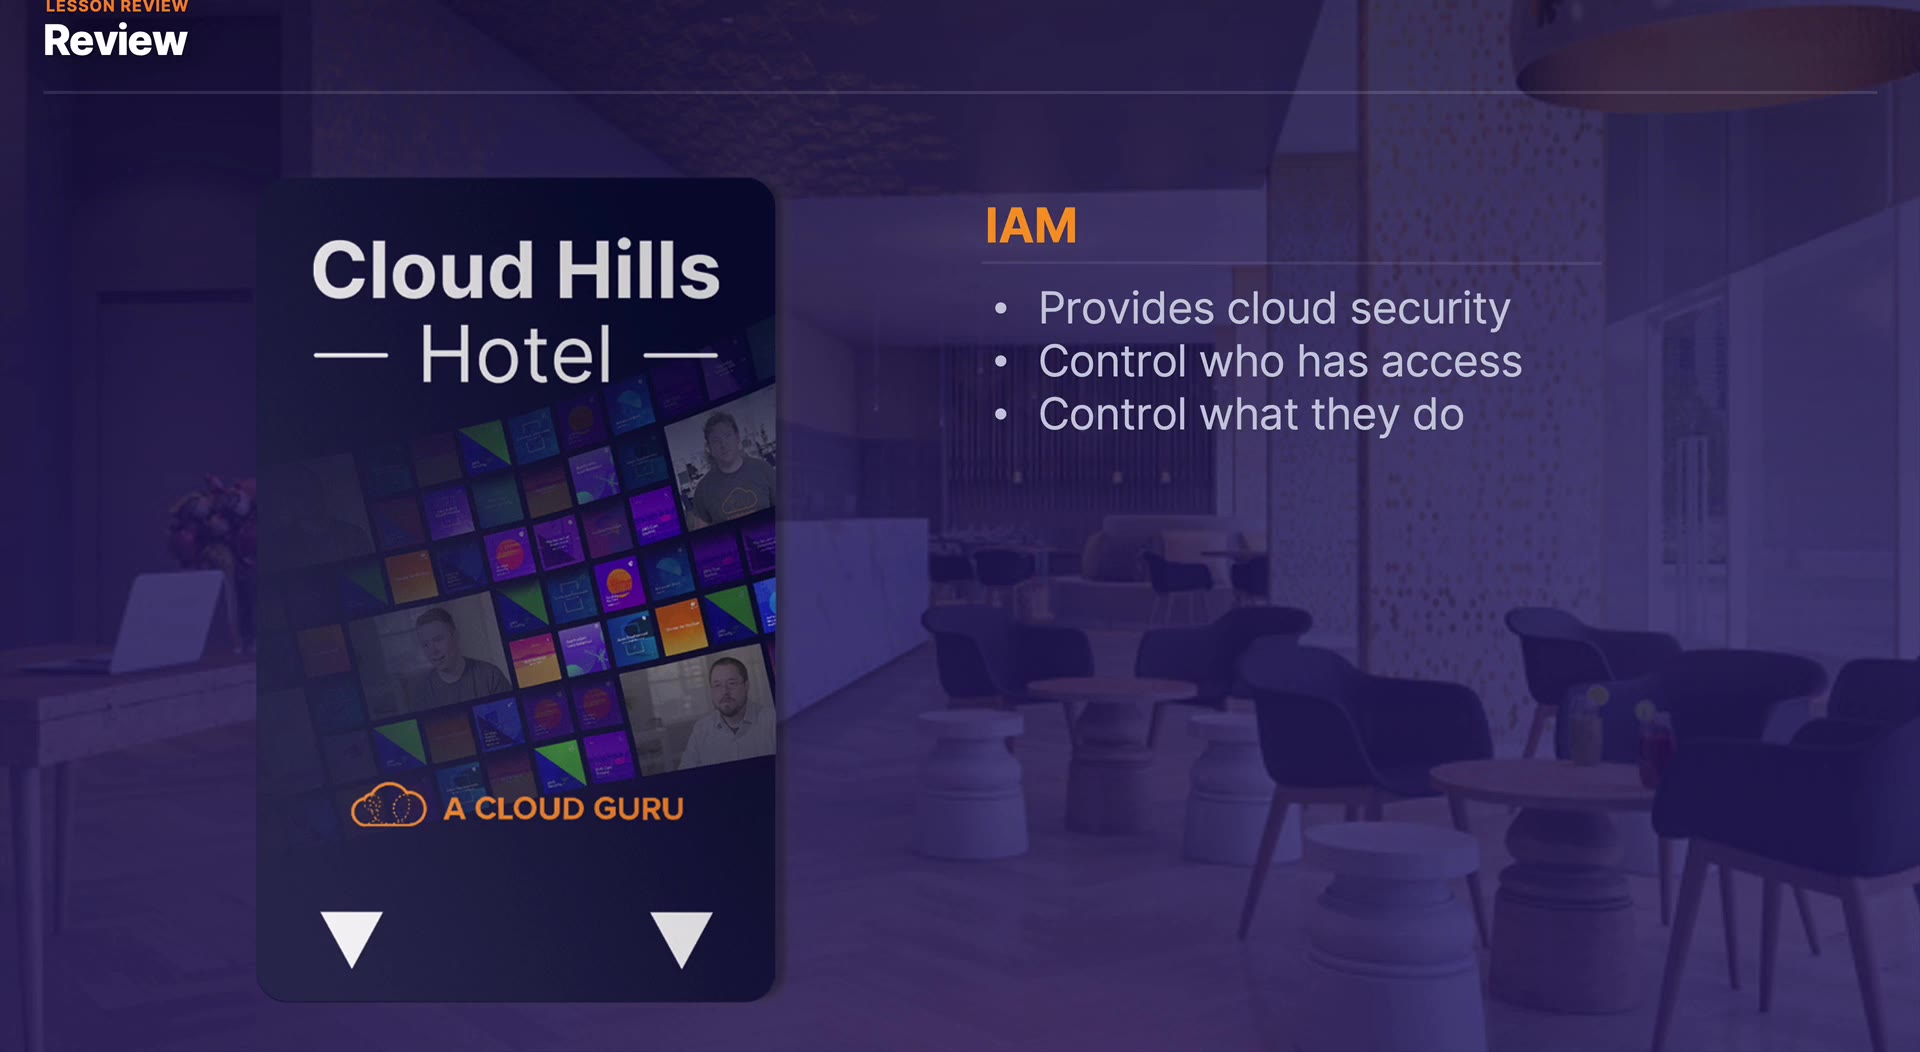 LESSON REVIEW
Review
Cloud Hills
Hotel
A CLOUD GURU
IAM
• Provides cloud security
• Control who has access
• Control what they do